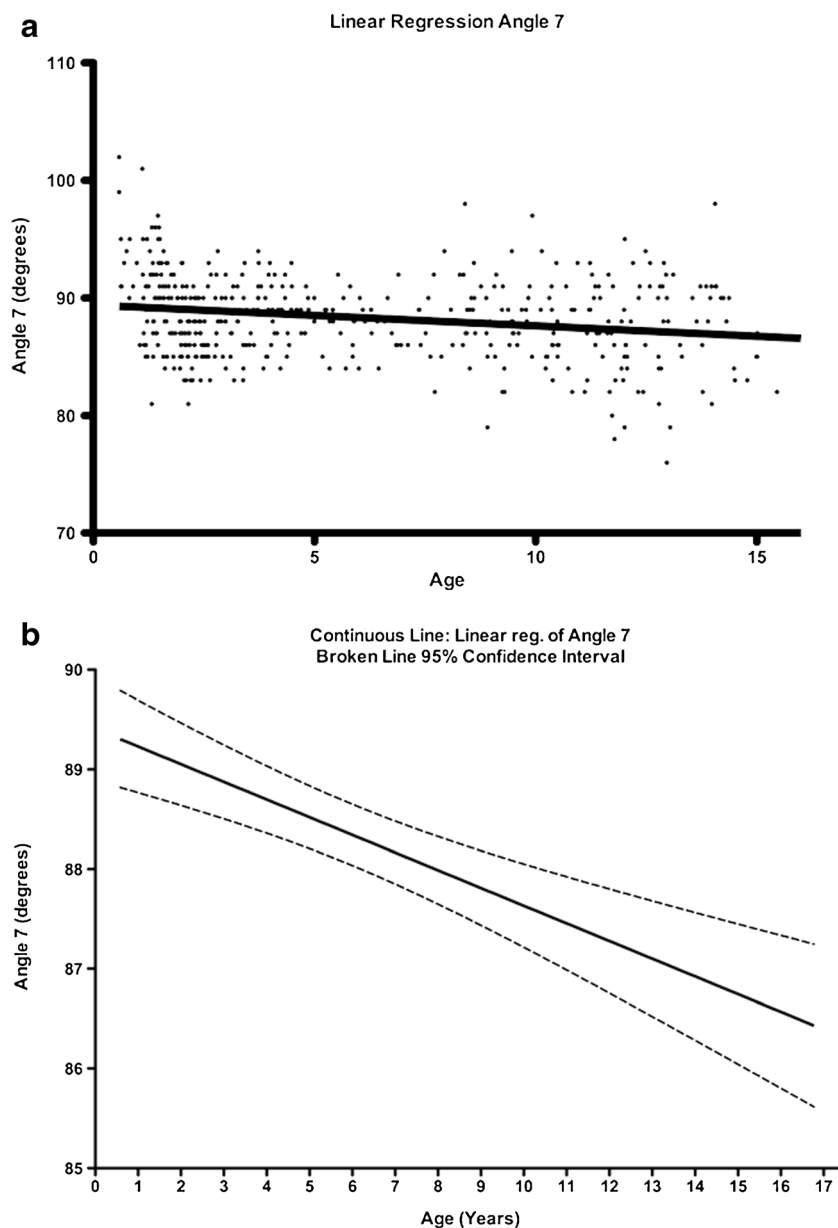 a
Linear Regression Angle 7
110
100
90
80
70
Angle 7 (degrees)
0 5 10 15
Age
b
Continuous Line: Linear reg. of Angle 7
Broken Line 95% Confidence Interval
90
89
88
87
86
85
Angle 7 (degrees)
0 1 2 3 4 5 6 7 8 9 10 11 12 13 14 15 16 17
Age (Years)